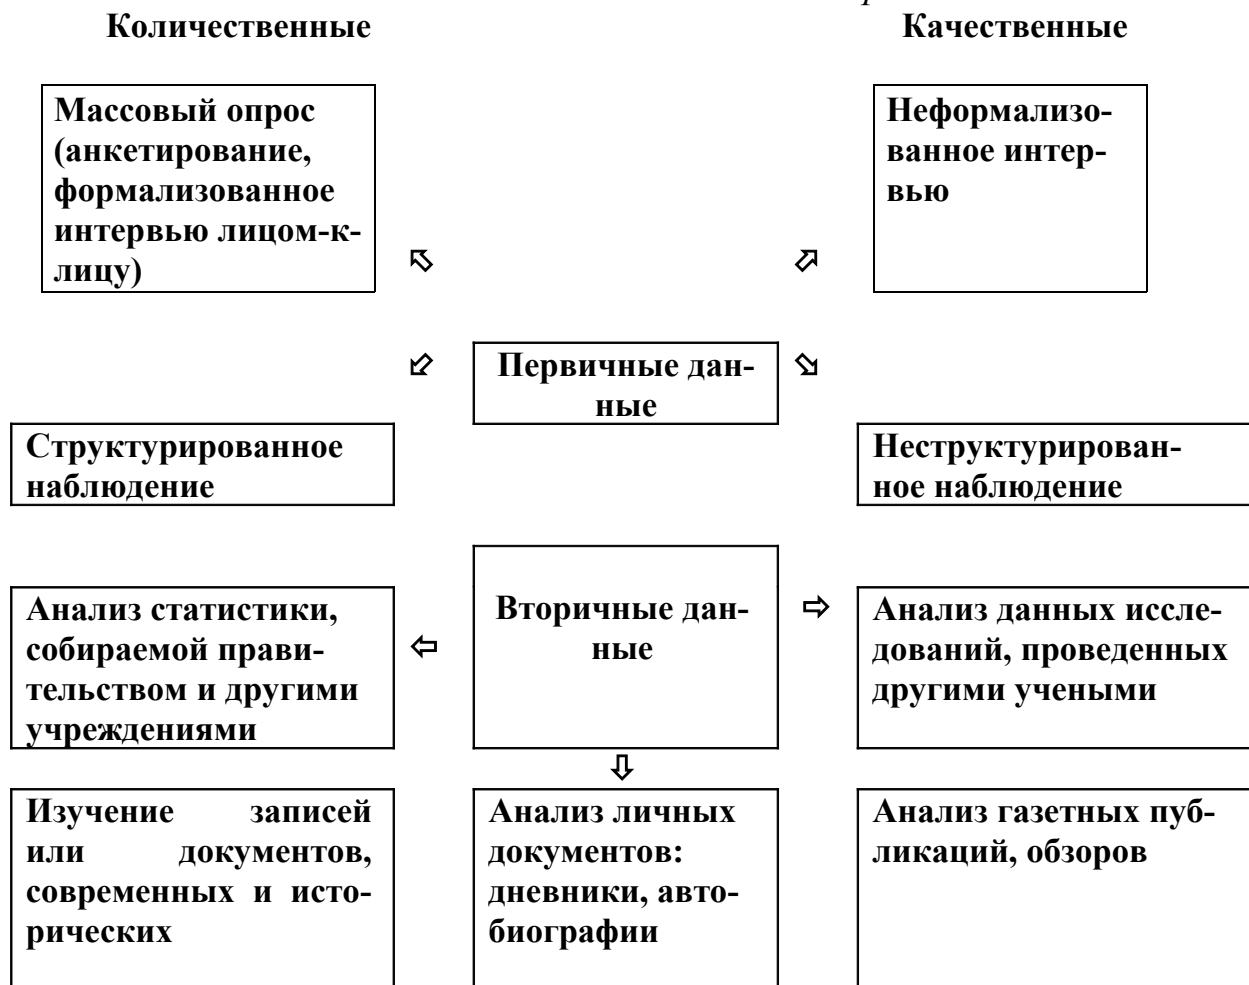 Количественные
Качественные
Массовый опрос
(анкетирование,
формализованное
интервью лицом-к-
лицу)
Неформализо-
ванное интер-
вью
Первичные дан-
ные
Структурированное
наблюдение
Неструктурирован-
ное наблюдение
Анализ статистики,
собираемой прави-
тельством и другими
учреждениями
Вторичные дан-
ные
Анализ данных иссле-
дований, проведенных
другими учеными
Изучение записей
или документов,
современных и исто-
рических
Анализ личных
документов:
дневники, авто-
биографии
Анализ газетных пуб-
ликаций, обзоров